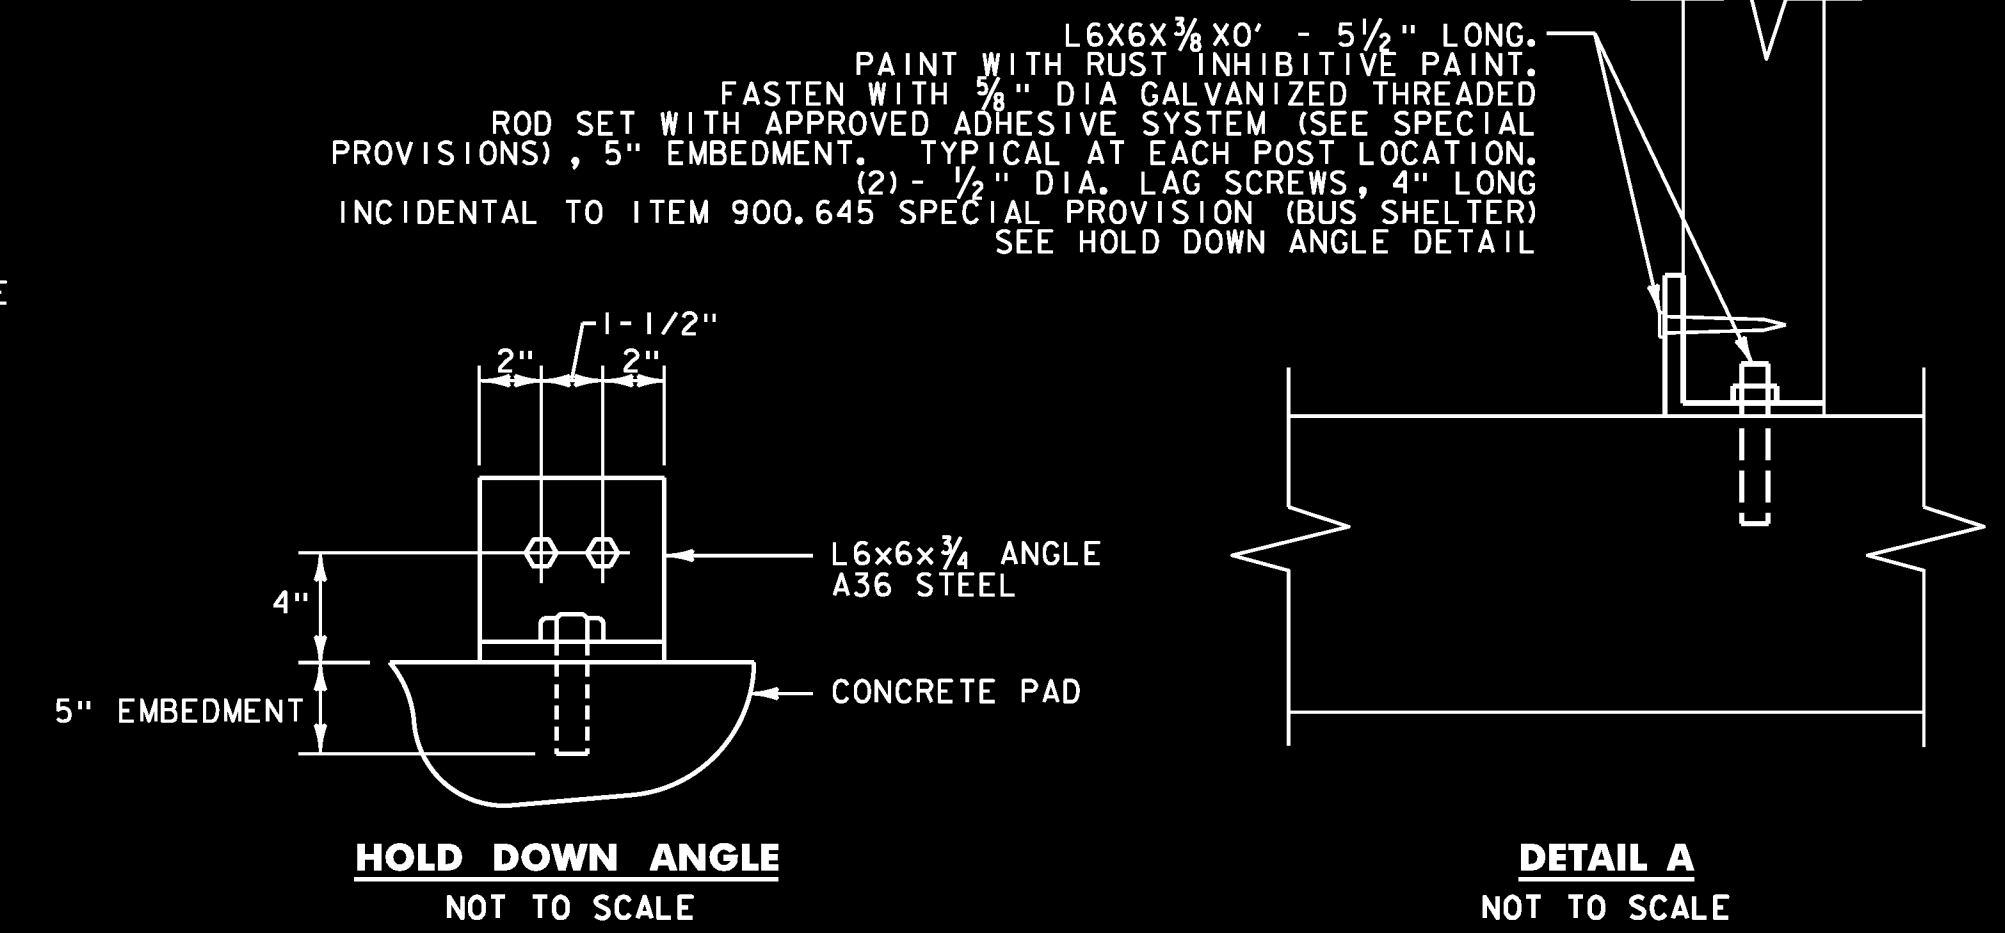 L6X6X⅜X0' - 5½" LONG.
PAINT WITH RUST INHIBITIVE PAINT.
FASTEN WITH ⅝" DIA GALVANIZED THREADED
ROD SET WITH APPROVED ADHESIVE SYSTEM (SEE SPECIAL
PROVISIONS), 5" EMBEDMENT. TYPICAL AT EACH POST LOCATION.
(2)- ½" DIA. LAG SCREWS, 4" LONG
INCIDENTAL TO ITEM 900.645 SPECIAL PROVISION (BUS SHELTER)
SEE HOLD DOWN ANGLE DETAIL
E
1-1/2"
2" 2"
L6x6x¾ ANGLE
A36 STEEL
4"
CONCRETE PAD
5" EMBEDMENT
HOLD DOWN ANGLE
NOT TO SCALE
DETAIL A
NOT TO SCALE